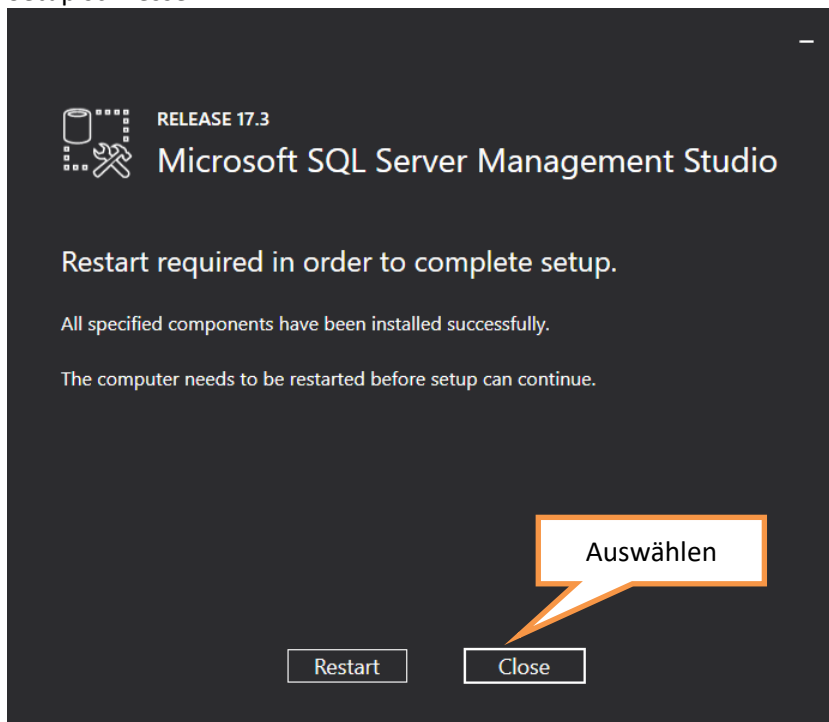 RELEASE 17.3
Microsoft SQL Server Management Studio
Restart required in order to complete setup.
All specified components have been installed successfully.
The computer needs to be restarted before setup can continue.
Auswählen
Restart
Close